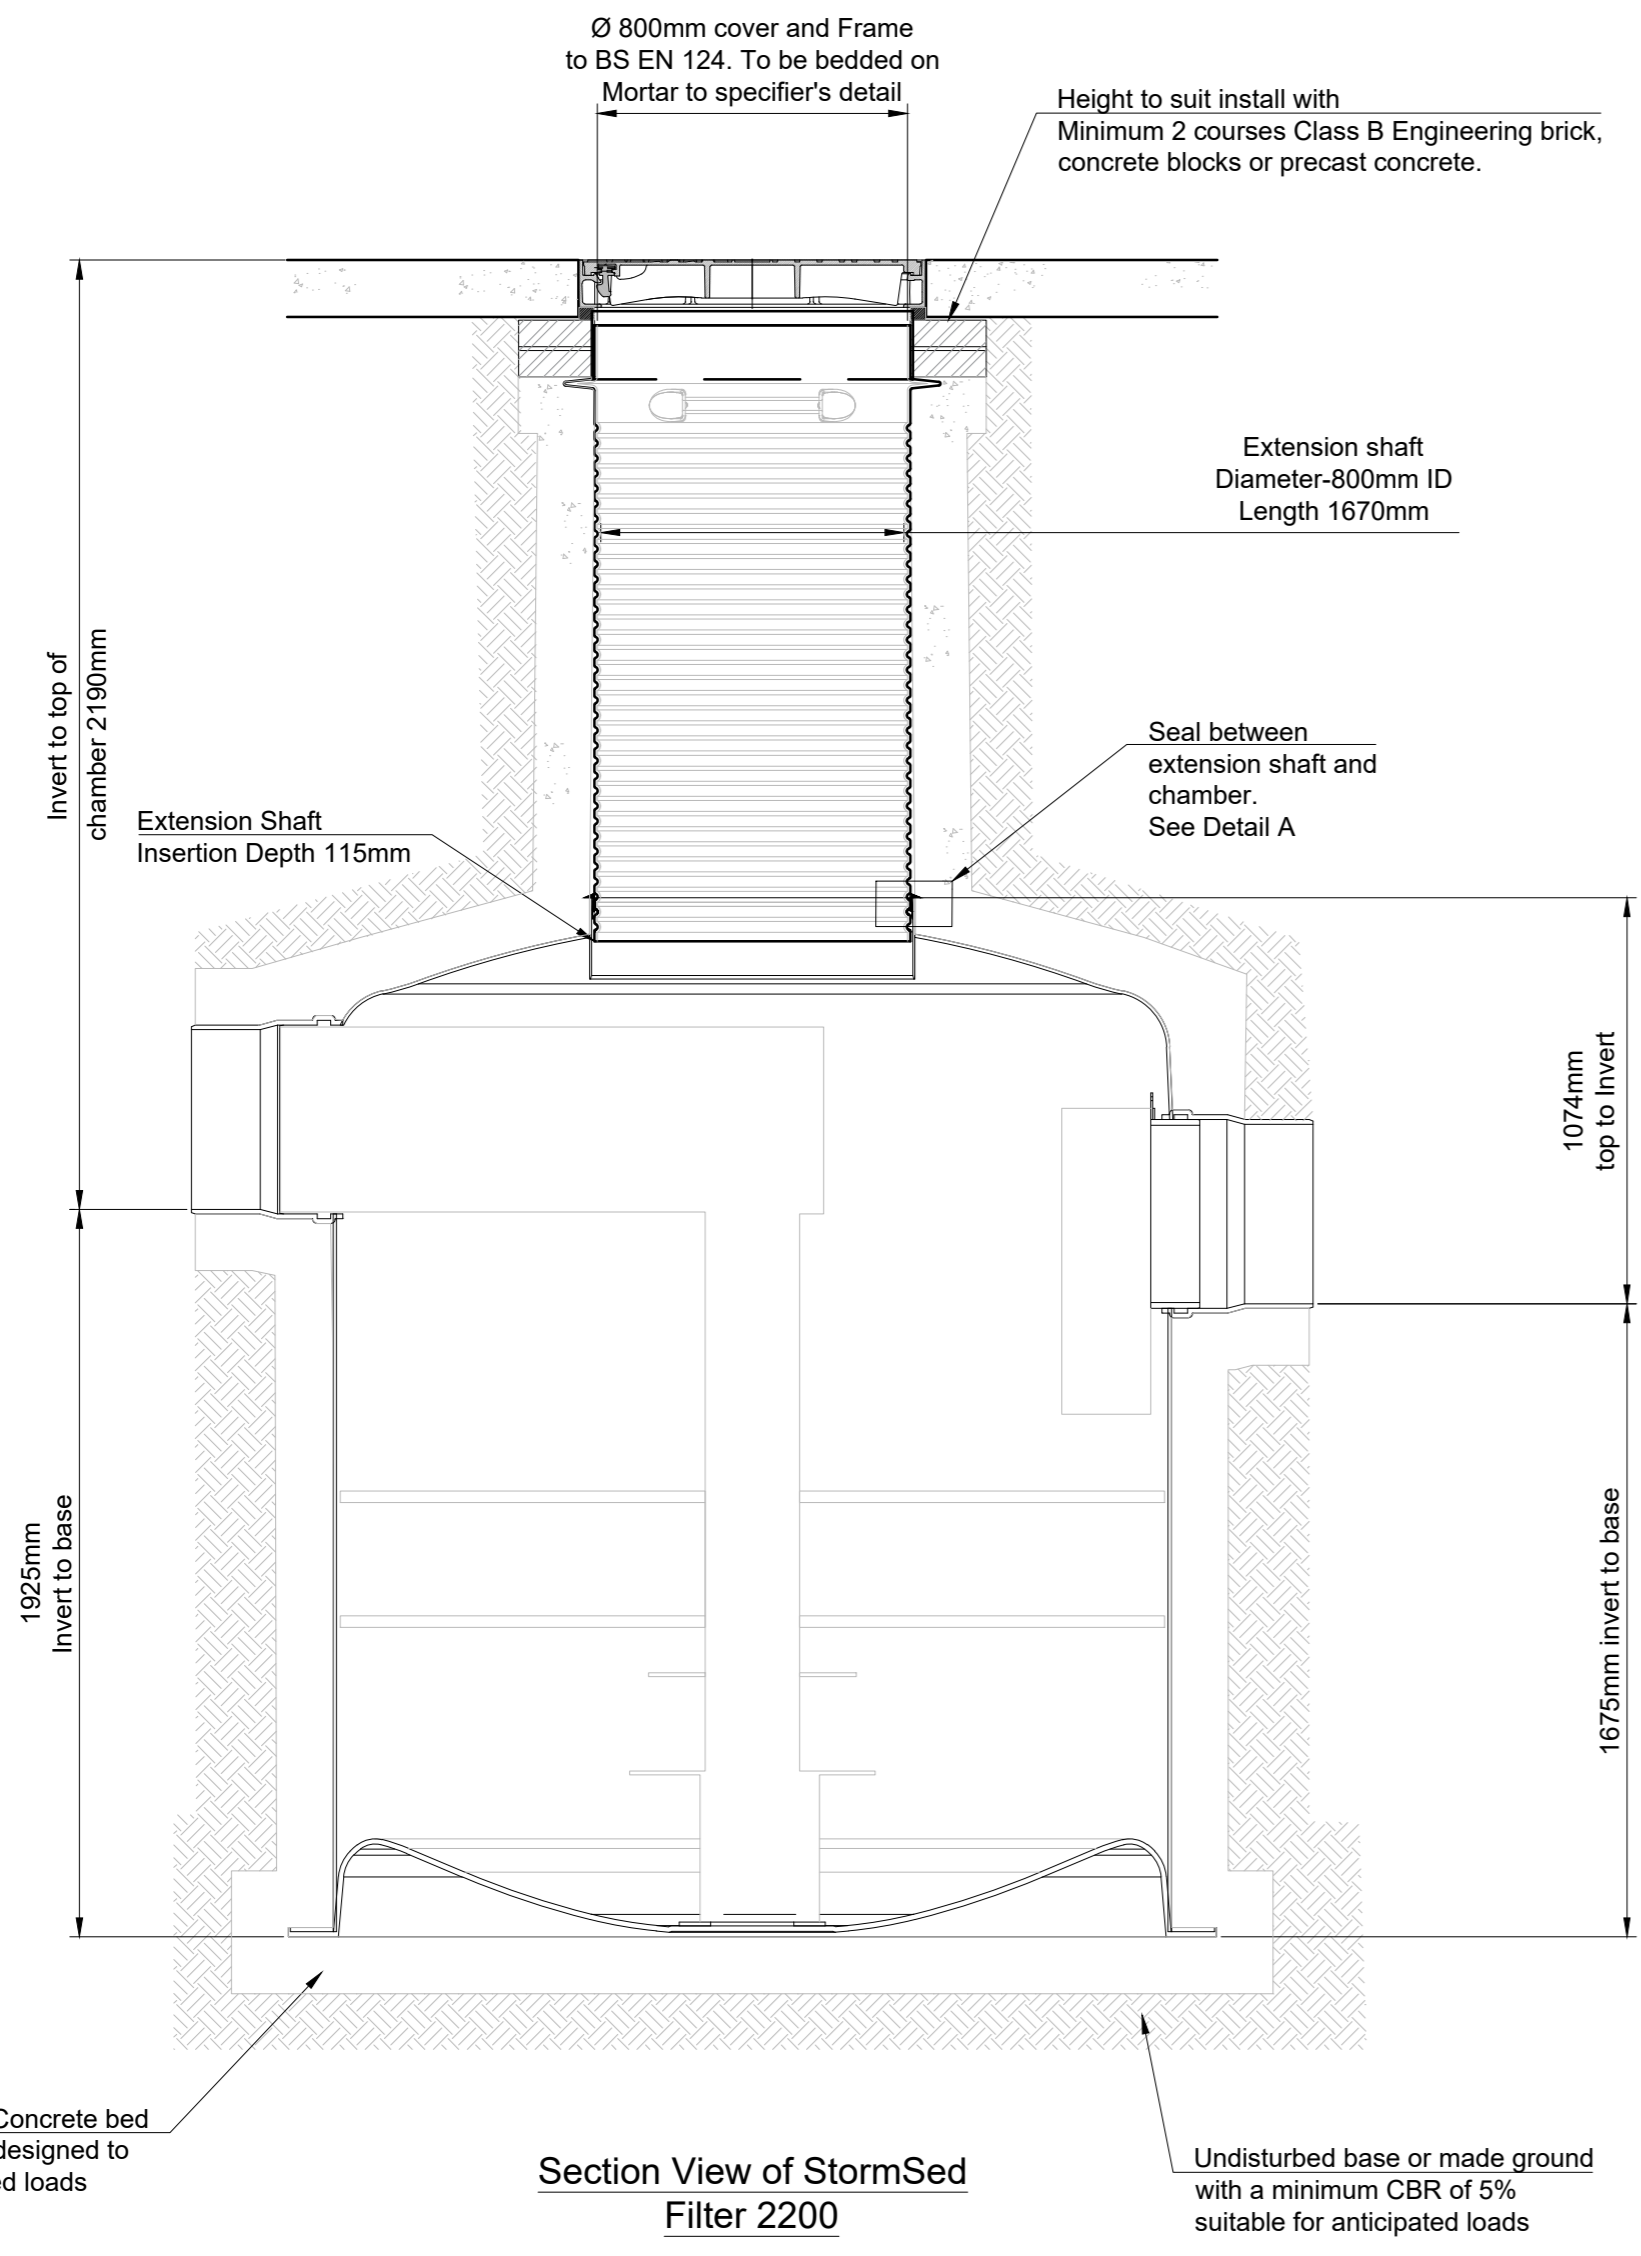 Ø 800mm cover and Frame
to BS EN 124. To be bedded on
Mortar to specifier's detail
Height to suit install with
Minimum 2 courses Class B Engineering brick,
concrete blocks or precast concrete.
Extension shaft
Diameter-800mm ID
Length 1670mm
Invert to top of
chamber 2190mm
Seal between
extension shaft and
chamber.
See Detail A
Extension Shaft
Insertion Depth 115mm
1074mm
top to Invert
1925mm
Invert to base
1675mm invert to base
Concrete bed
designed to
ed loads
Section View of StormSed
Filter 2200
Undisturbed base or made ground
with a minimum CBR of 5%
suitable for anticipated loads